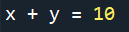 x + y = 10